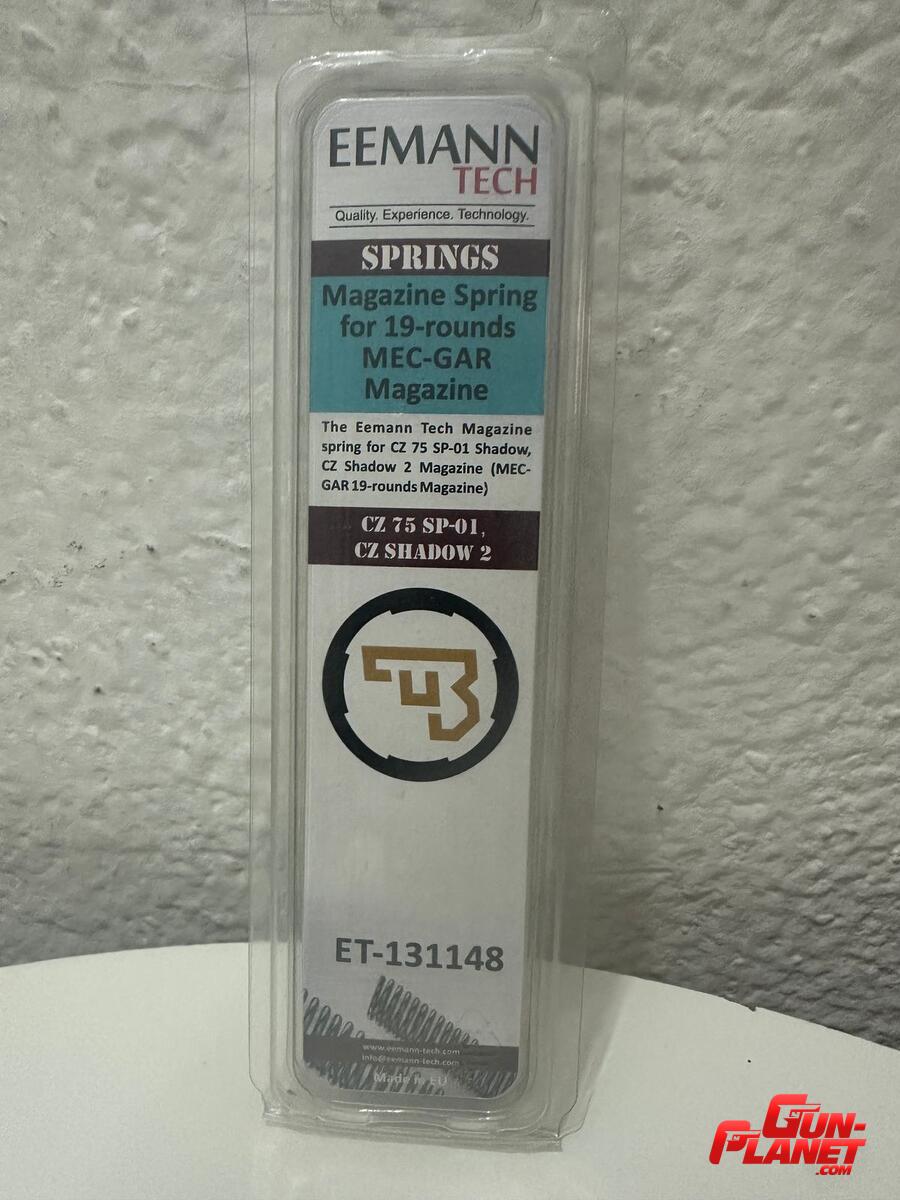 EEMANN
TECH
Quality. Experience. Technology.
SPRINGS
Magazine Spring
for 19-rounds
MEC-GAR
Magazine
The Eemann Tech Magazine
spring for CZ 75 SP-01 Shadow,
CZ Shadow 2 Magazine (MEC-
GAR 19-rounds Magazine)
CZ 75 SP-01,
CZ SHADOW 2
ET-131148
www.eemann-tech.com
info@eemann-tech.com
Made in EU
GUN-
PLANET
.COM